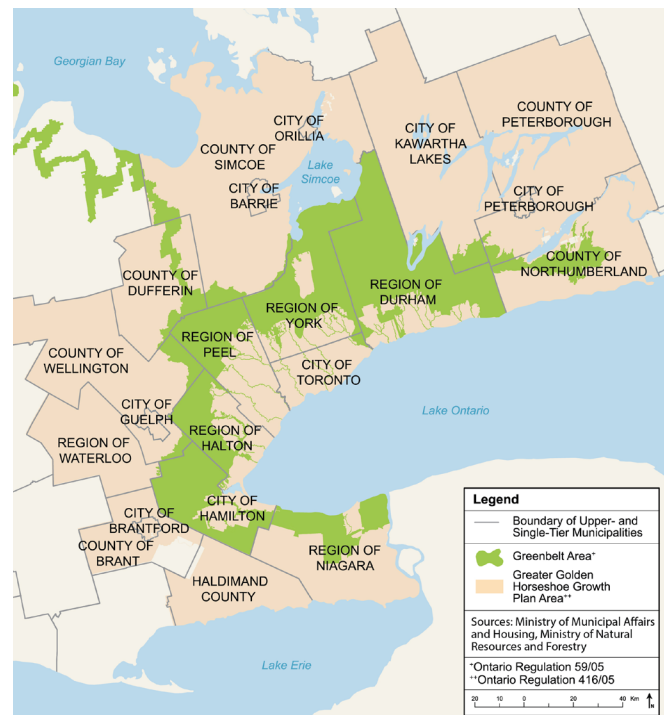 Georgian Bay
CITY OF
ORILLIA
COUNTY OF
SIMCOE
Lake
Simcoe
CITY OF
BARRIE
CITY OF
KAWARTHA
LAKES
COUNTY OF
PETERBOROUGH
CITY OF
PETERBOROUGH
COUNTY OF
NORTHUMBERLAND
COUNTY OF
DUFFERIN
REGION OF
DURHAM
REGION OF
YORK
REGION OF
PEEL
COUNTY OF
WELLINGTON
CITY OF
TORONTO
CITY OF
GUELPH
Lake Ontario
REGION OF
HALTON
REGION OF
WATERLOO
CITY OF
HAMILTON
CITY OF
BRANTFORD
COUNTY OF
BRANT
REGION OF
NIAGARA
HALDIMAND
COUNTY
Lake Erie
Legend
Boundary of Upper- and
Single-Tier Municipalities
Greenbelt Area+
Greater Golden
Horseshoe Growth
Plan Area++
Sources: Ministry of Municipal Affairs
and Housing, Ministry of Natural
Resources and Forestry
+Ontario Regulation 59/05
++Ontario Regulation 416/05
20 10 0 20 40 Km N